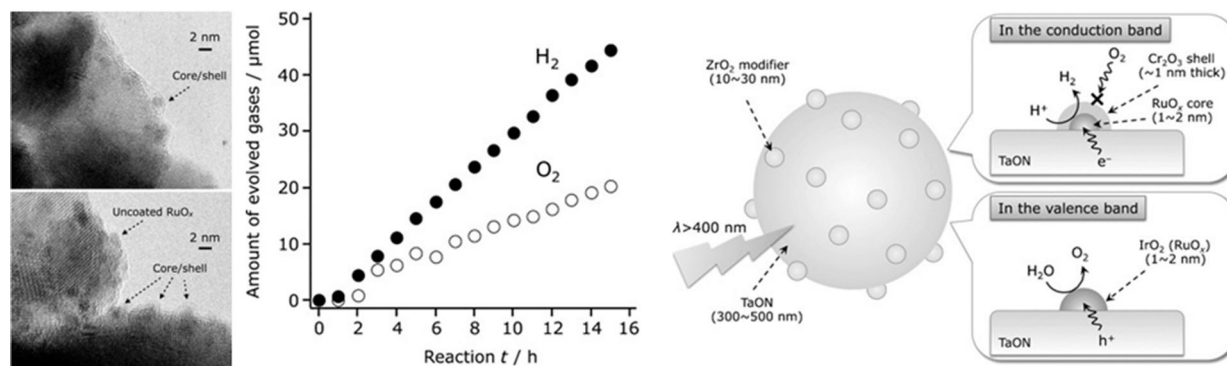 2 nm
Core/shell
Uncoated RuOₓ
2 nm
Core/shell
Amount of evolved gases / μmol
50
40
30
20
10
0
H₂
O₂
0 2 4 6 8 10 12 14 16
Reaction t / h
ZrO₂ modifier
(10~30 nm)
λ>400 nm
TaON
(300~500 nm)
In the conduction band
O₂
H₂
H⁺
Cr₂O₃ shell
(~1 nm thick)
RuOₓ core
(1~2 nm)
TaON
e⁻
In the valence band
O₂
H₂O
IrO₂ (RuOₓ)
(1~2 nm)
TaON
h⁺